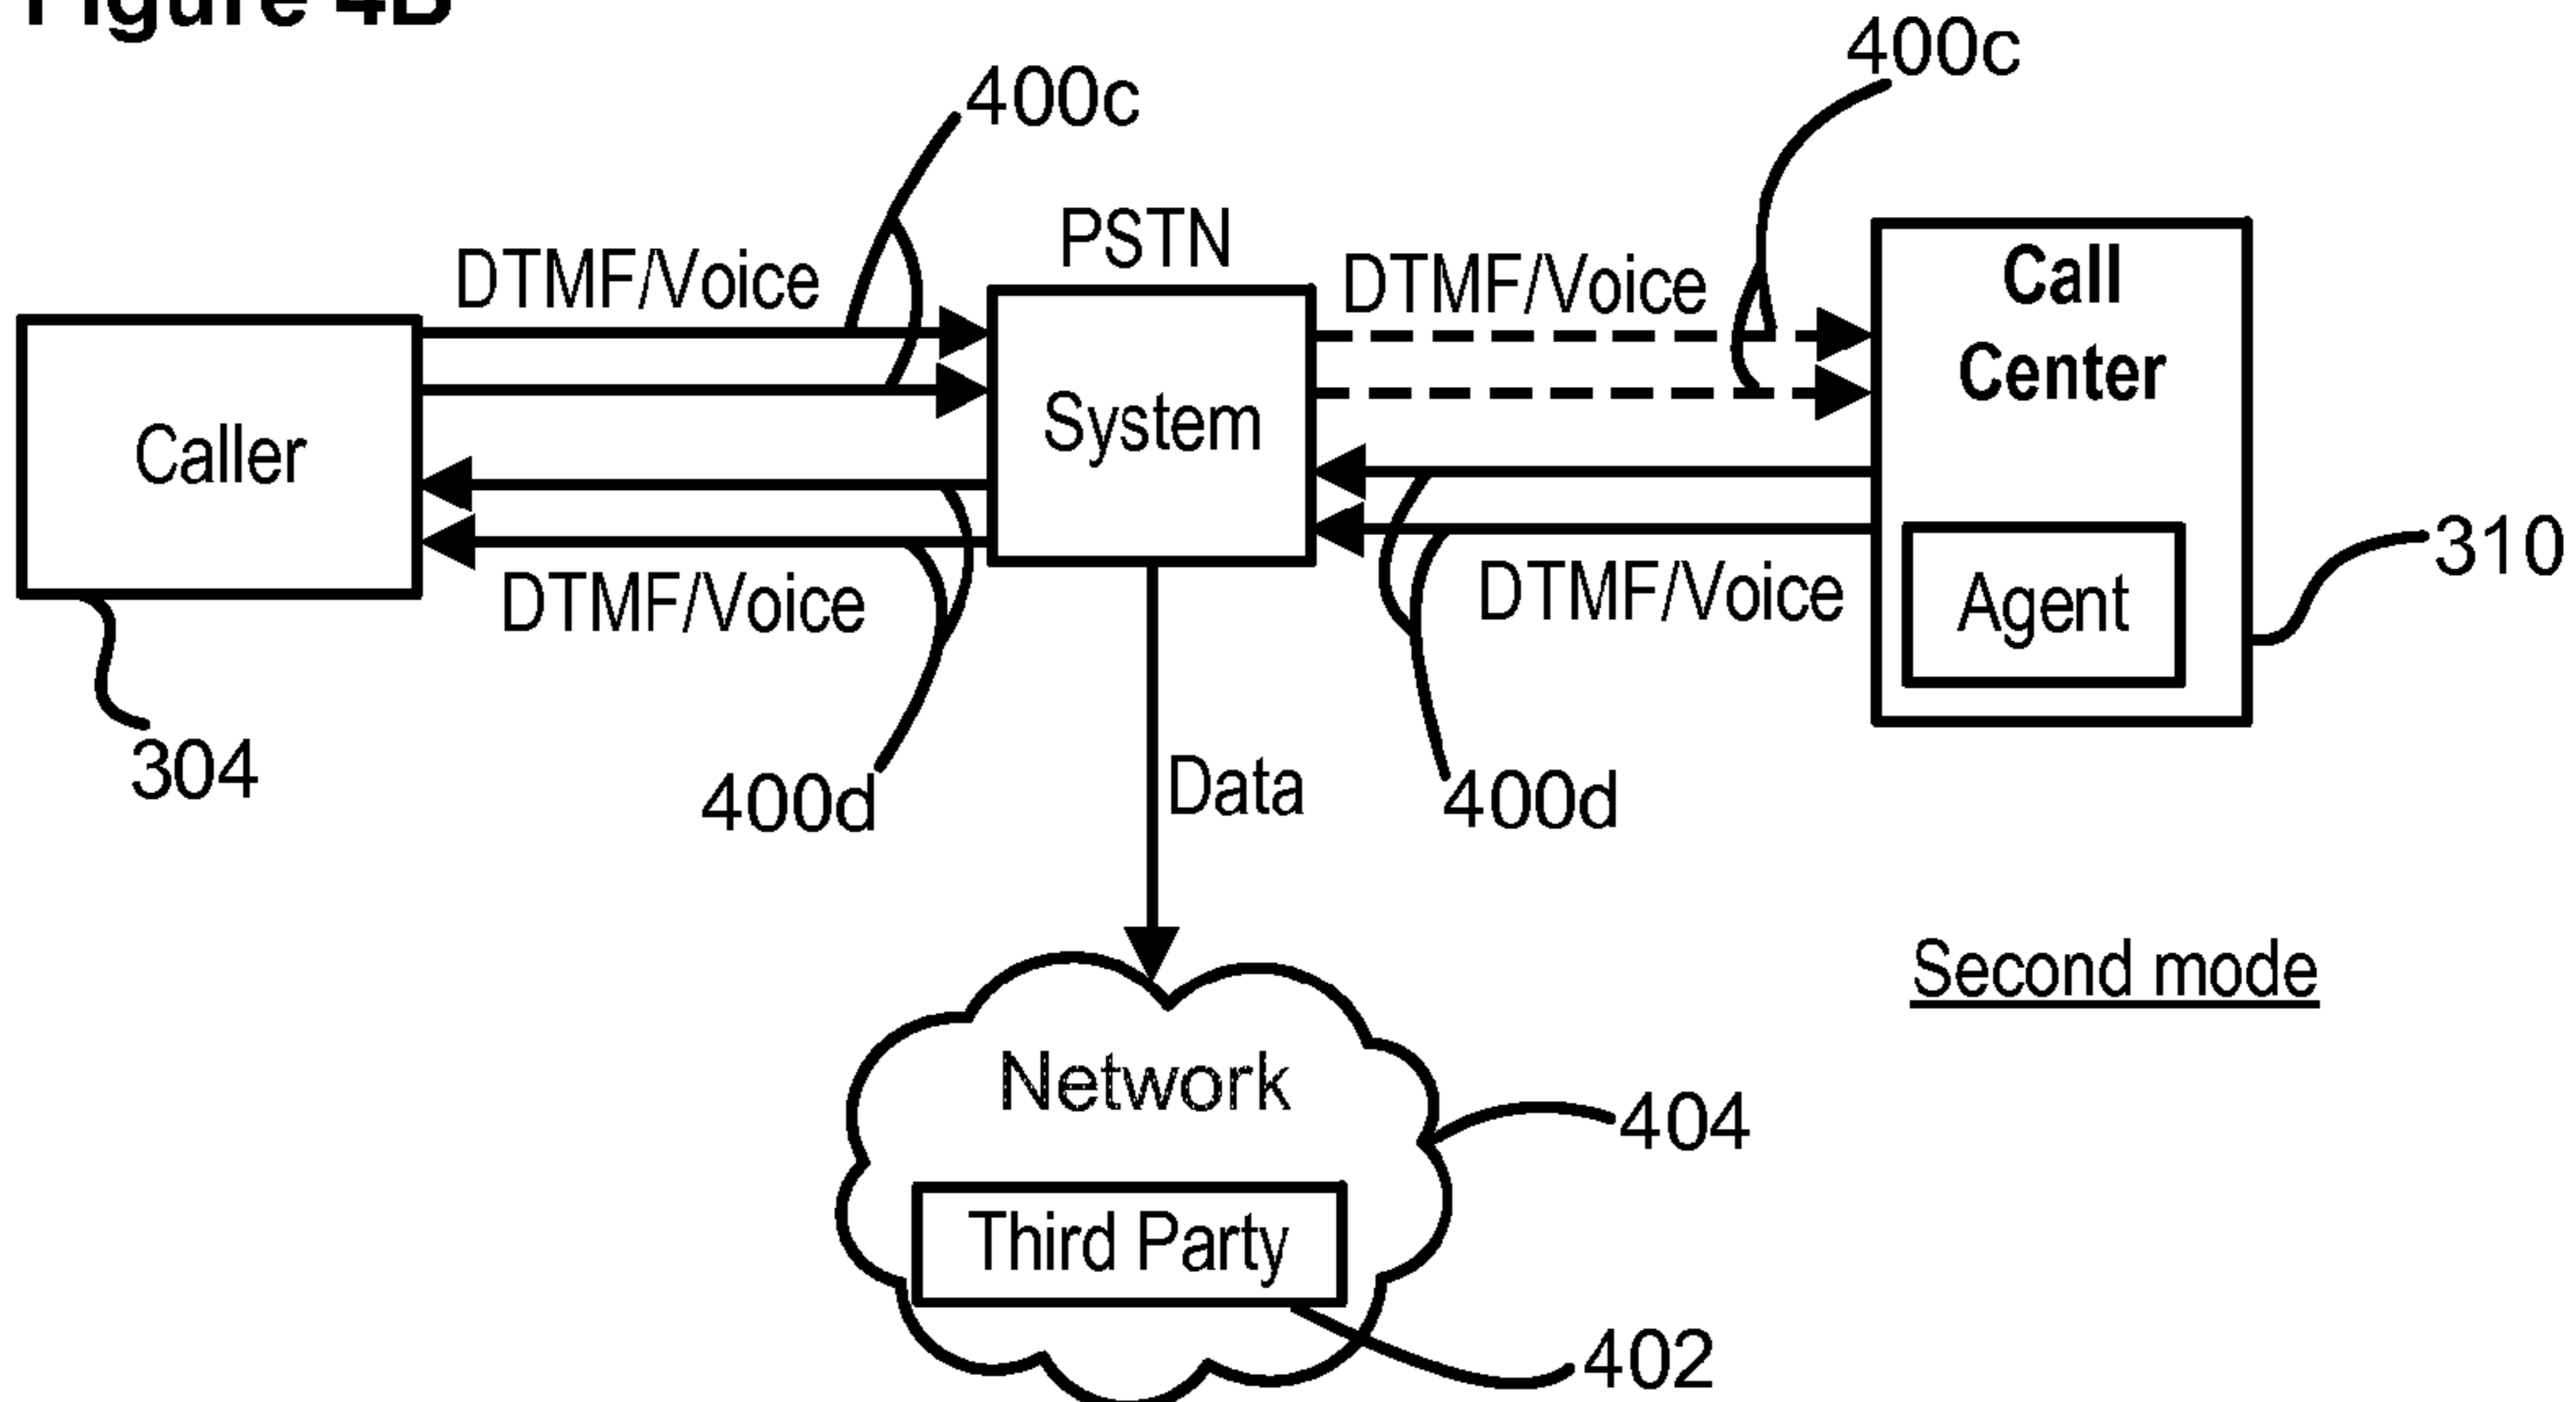 Figure 4B
400c
400c
PSTN
DTMF/Voice
DTMF/Voice
Call
Center
System
Caller
310
DTMF/Voice
DTMF/Voice
Agent
304
400d
Data
400d
Second mode
Network
404
Third Party
402